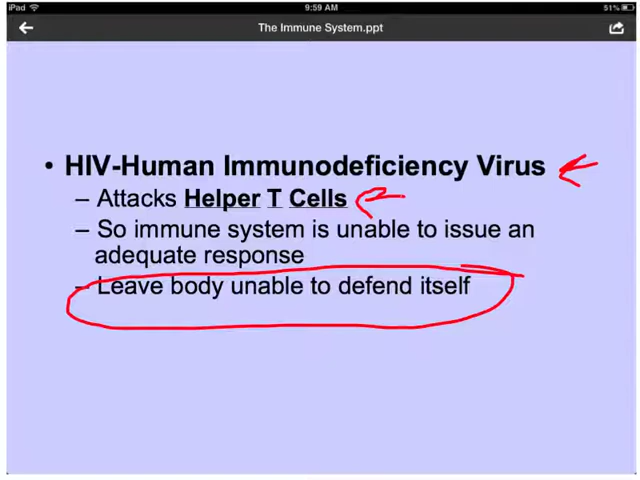 iPad 9:59 AM 51%
The Immune System.ppt
• HIV-Human Immunodeficiency Virus
– Attacks Helper T Cells
– So immune system is unable to issue an
adequate response
– Leave body unable to defend itself